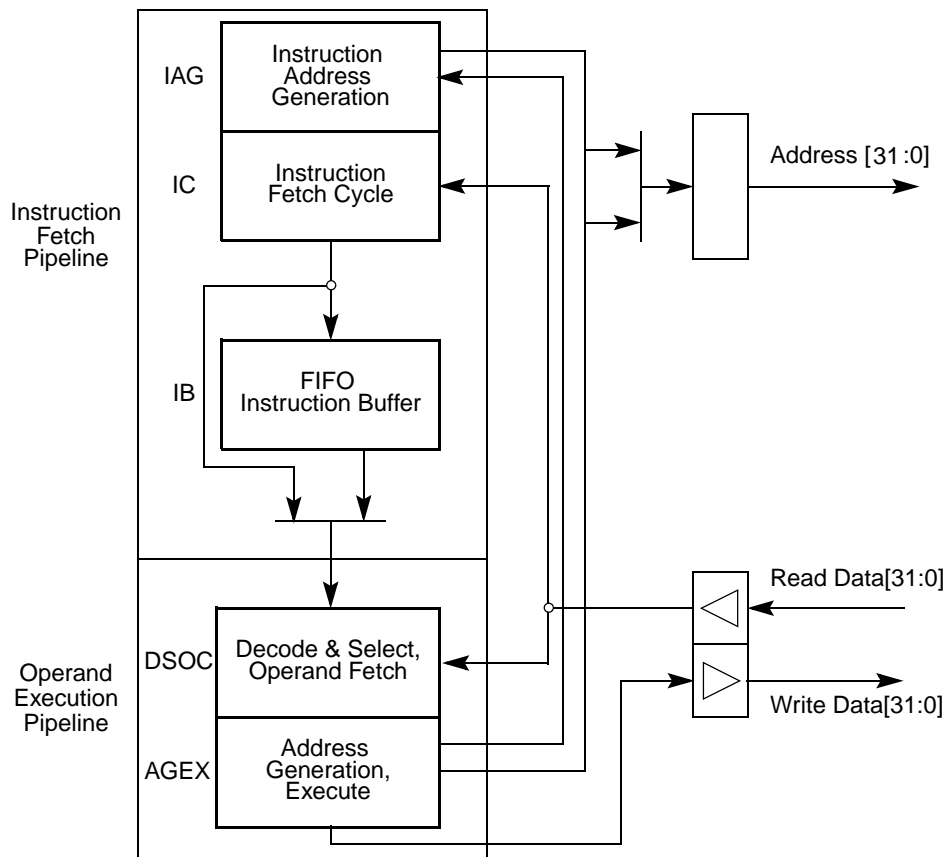 IAG
Instruction
Address
Generation
Address [31:0]
IC
Instruction
Fetch Cycle
Instruction
Fetch
Pipeline
IB
FIFO
Instruction Buffer
Read Data[31:0]
DSOC
Decode & Select,
Operand Fetch
Operand
Execution
Pipeline
Write Data[31:0]
AGEX
Address
Generation,
Execute